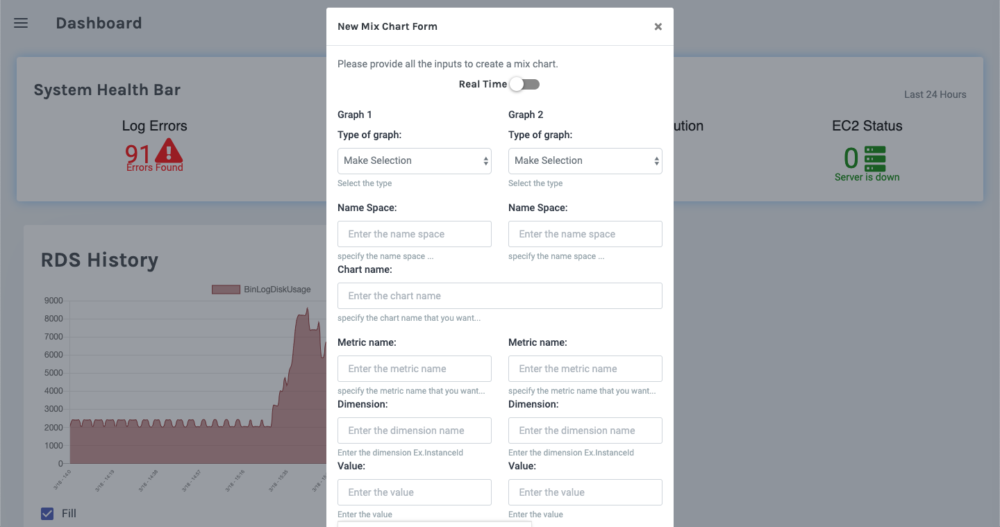 Dashboard
New Mix Chart Form
×
Please provide all the inputs to create a mix chart.
Real Time
System Health Bar
Last 24 Hours
Log Errors
91
Errors Found
ution
EC2 Status
0
Server is down
Graph 1
Graph 2
Type of graph:
Type of graph:
Make Selection
Make Selection
Select the type
Select the type
Name Space:
Name Space:
Enter the name space
Enter the name space
specify the name space ...
specify the name space ...
Chart name:
Enter the chart name
specify the chart name that you want...
Metric name:
Metric name:
Enter the metric name
Enter the metric name
specify the metric name that you want...
specify the metric name that you want...
Dimension:
Dimension:
Enter the dimension name
Enter the dimension name
Enter the dimension Ex.InstanceId
Enter the dimension Ex.InstanceId
Value:
Value:
Enter the value
Enter the value
Enter the value
Enter the value
RDS History
BinLogDiskUsage
9000
8000
7000
6000
5000
4000
3000
2000
1000
0
3/18 - 14:0
3/18 - 14:19
3/18 - 14:38
3/18 - 14:57
3/18 - 15:16
3/18 - 15:35
Fill